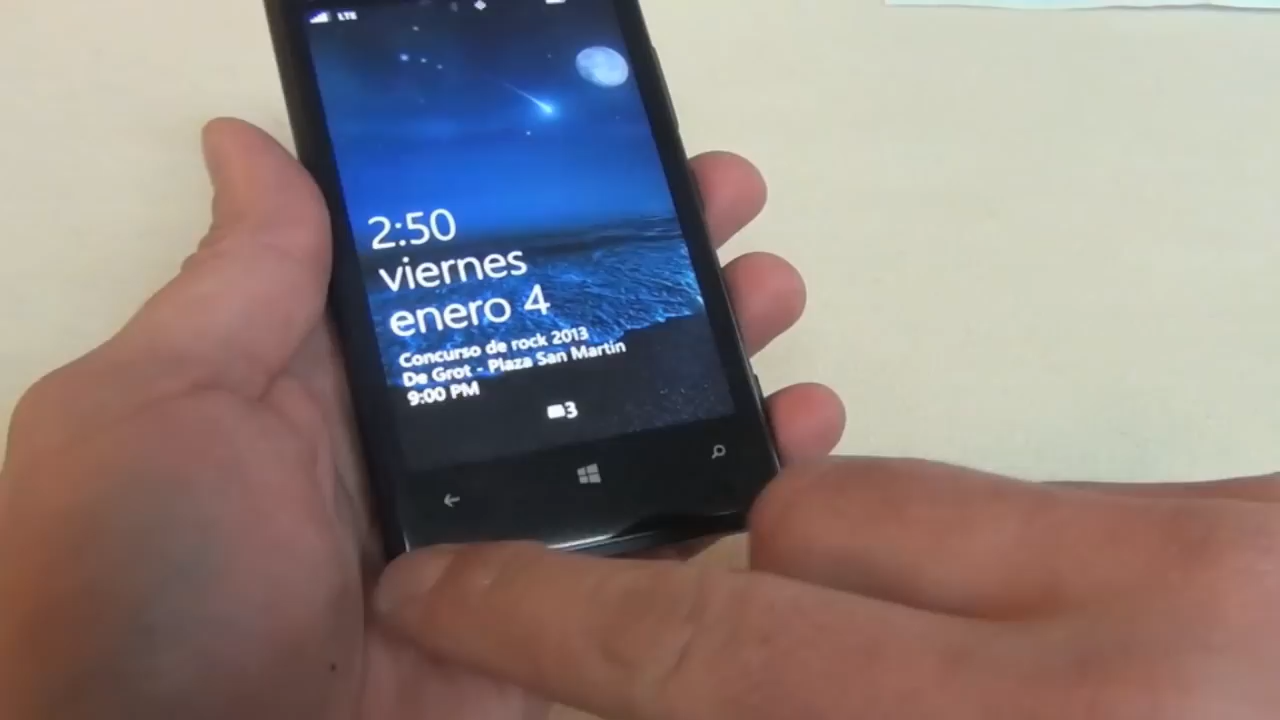 LTE
2:50
viernes
enero 4
Concurso de rock 2013
De Grot - Plaza San Martin
9:00 PM
3